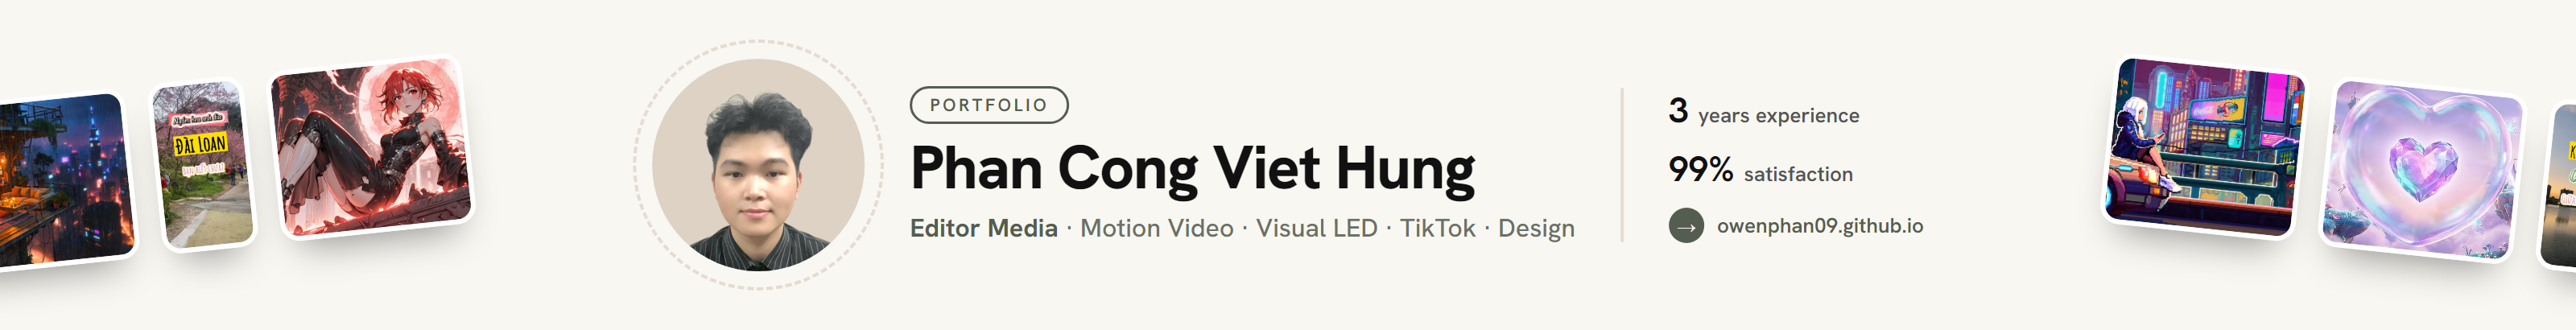 ĐÀI LOAN
PORTFOLIO
Phan Cong Viet Hung
Editor Media · Motion Video · Visual LED · TikTok · Design
3 years experience
99% satisfaction
→ owenphan09.github.io